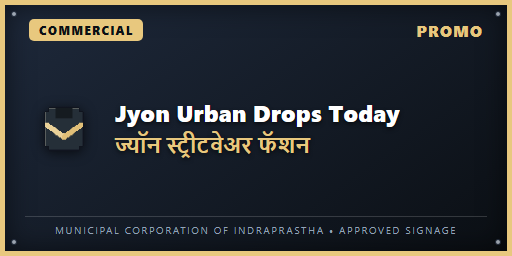 COMMERCIAL
PROMO
Jyon Urban Drops Today
ज्यॉन स्ट्रीटवेअर फॅशन
MUNICIPAL CORPORATION OF INDRAPRASTHA • APPROVED SIGNAGE